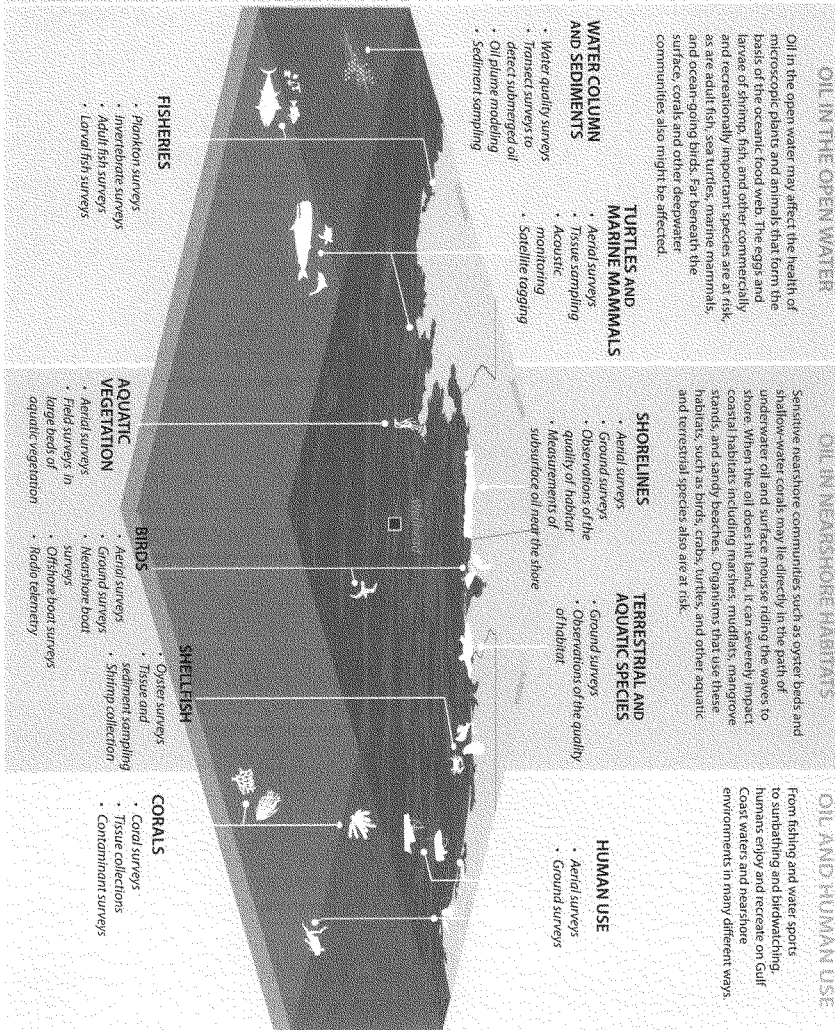 OIL IN THE OPEN WATER
Oil in the open water may affect the health of
microscopic plants and animals that form the
basis of the oceanic food web. The eggs and
larvae of shrimp, fish, and other commercially
and recreationally important species are at risk,
as are adult fish, sea turtles, marine mammals,
and ocean-going birds. Far beneath the
surface, corals and other deepwater
communities also might be affected.
OIL IN NEARSHORE HABITATS
Sensitive nearshore communities such as oyster beds and
shallow-water corals may lie directly in the path of
underwater oil and surface mousse riding the waves to
shore. When the oil does hit land, it can severely impact
coastal habitats including marshes, mudflats, mangrove
stands, and sandy beaches. Organisms that use these
habitats, such as birds, crabs, turtles, and other aquatic
and terrestrial species also are at risk.
OIL AND HUMAN USE
From fishing and water sports
to sunbathing and birdwatching,
humans enjoy and recreate on Gulf
Coast waters and nearshore
environments in many different ways.
WATER COLUMN
AND SEDIMENTS
• Water quality surveys
• Transect surveys to
detect submerged oil
• Oil plume modeling
• Sediment sampling
TURTLES AND
MARINE MAMMALS
• Aerial surveys
• Tissue sampling
• Acoustic
monitoring
• Satellite tagging
SHORELINES
• Aerial surveys
• Ground surveys
• Observations of the
quality of habitat
• Measurements of
subsurface oil near the shore
TERRESTRIAL AND
AQUATIC SPECIES
• Ground surveys
• Observations of the quality
of habitat
HUMAN USE
• Aerial surveys
• Ground surveys
FISHERIES
• Plankton surveys
• Invertebrate surveys
• Adult fish surveys
• Larval fish surveys
AQUATIC
VEGETATION
• Aerial surveys
• Field surveys in
large beds of
aquatic vegetation
BIRDS
• Aerial surveys
• Ground surveys
• Nearshore boat
surveys
• Offshore boat surveys
• Radio telemetry
SHELLFISH
• Oyster surveys
• Tissue and
sediment sampling
• Shrimp collection
CORALS
• Coral surveys
• Tissue collections
• Contaminant surveys